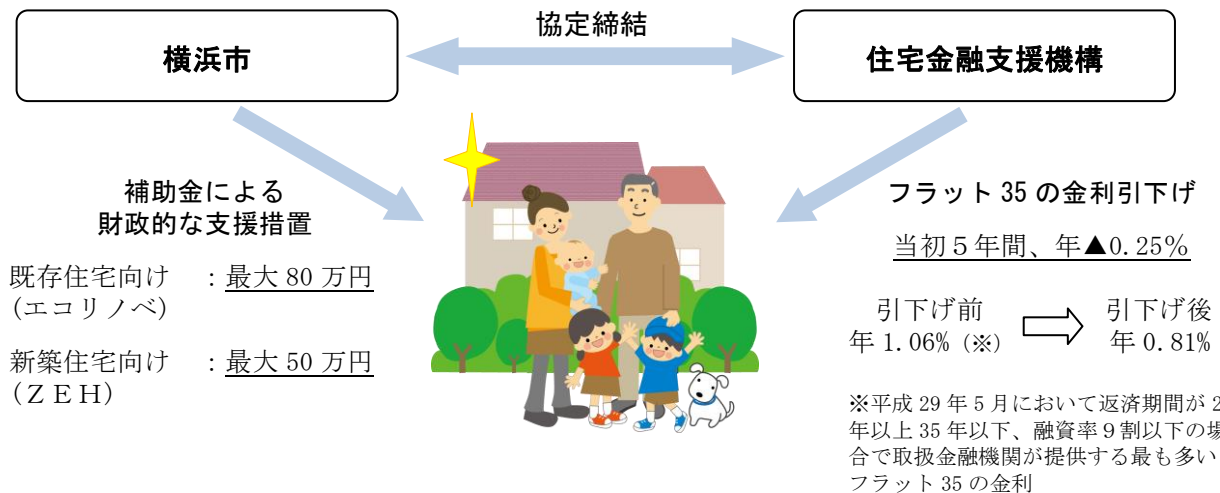 協定締結
横浜市
住宅金融支援機構
補助金による
財政的な支援措置
既存住宅向け ：最大 80 万円
(エコリノベ)
新築住宅向け ：最大 50 万円
(ＺＥＨ)
フラット 35 の金利引下げ
当初５年間、年▲0.25％
引下げ前
年 1.06% (※)
引下げ後
年 0.81%
※平成 29 年 5 月において返済期間が 2
年以上 35 年以下、融資率９割以下の場
合で取扱金融機関が提供する最も多い
フラット 35 の金利